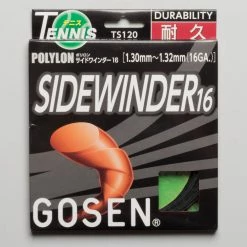 TENNIS
テニス
TS120
DURABILITY
耐久
POLYLON ポリロン
サイドワインダー16
[1.30mm～1.32mm (16GA.)]
SIDEWINDER16
GOSEN®